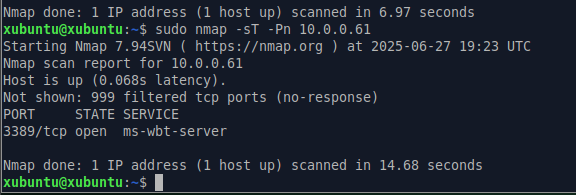 Nmap done: 1 IP address (1 host up) scanned in 6.97 seconds
xubuntu@xubuntu:~$ sudo nmap -sT -Pn 10.0.0.61
Starting Nmap 7.94SVN ( https://nmap.org ) at 2025-06-27 19:23 UTC
Nmap scan report for 10.0.0.61
Host is up (0.068s latency).
Not shown: 999 filtered tcp ports (no-response)
PORT     STATE SERVICE
3389/tcp open  ms-wbt-server
Nmap done: 1 IP address (1 host up) scanned in 14.68 seconds
xubuntu@xubuntu:~$